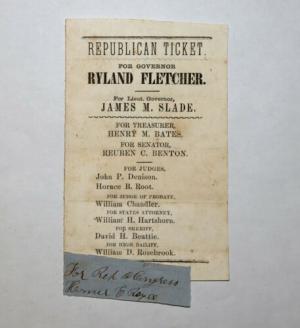 REPUBLICAN TICKET.
FOR GOVERNOR
RYLAND FLETCHER.
For Lieut. Governor,
JAMES M. SLADE.
FOR TREASURER,
HENRY M. BATES.
FOR SENATOR,
REUBEN C. BENTON.
FOR JUDGES,
John P. Denison.
Horace B. Root.
FOR JUDGE OF PROBATE,
William Chandler.
FOR STATES ATTORNEY,
William H. Hartshorn.
FOR SHERIFF,
David H. Beattie.
FOR HIGH BAILIFF,
William D. Rosebrook.
For Rep to Congress
Homer E Royce